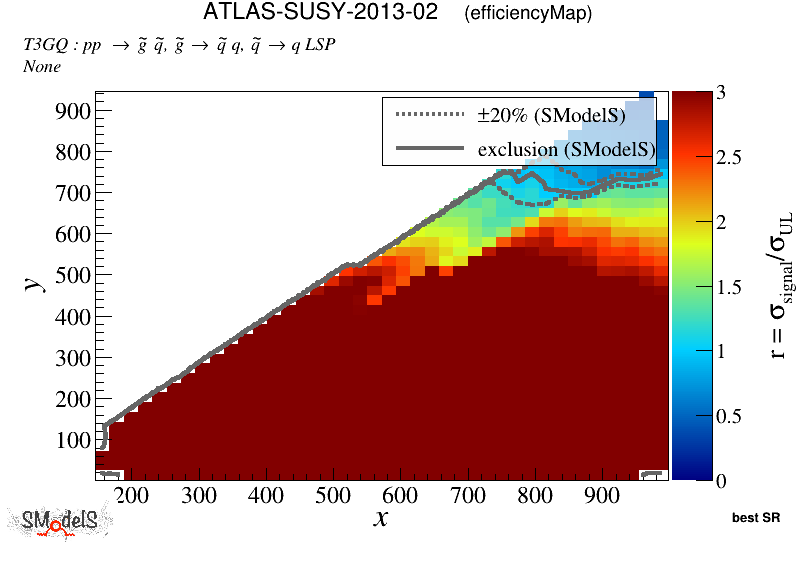 ATLAS-SUSY-2013-02 (efficiencyMap)
T3GQ : pp → g̃ q̃, g̃ → q̃ q, q̃ → q LSP
None
±20% (SModelS)
exclusion (SModelS)
900
800
700
600
500
400
300
200
100
y
200 300 400 500 600 700 800 900
x
3
2.5
2
1.5
1
0.5
0
r = σsignal/σUL
SModelS
best SR